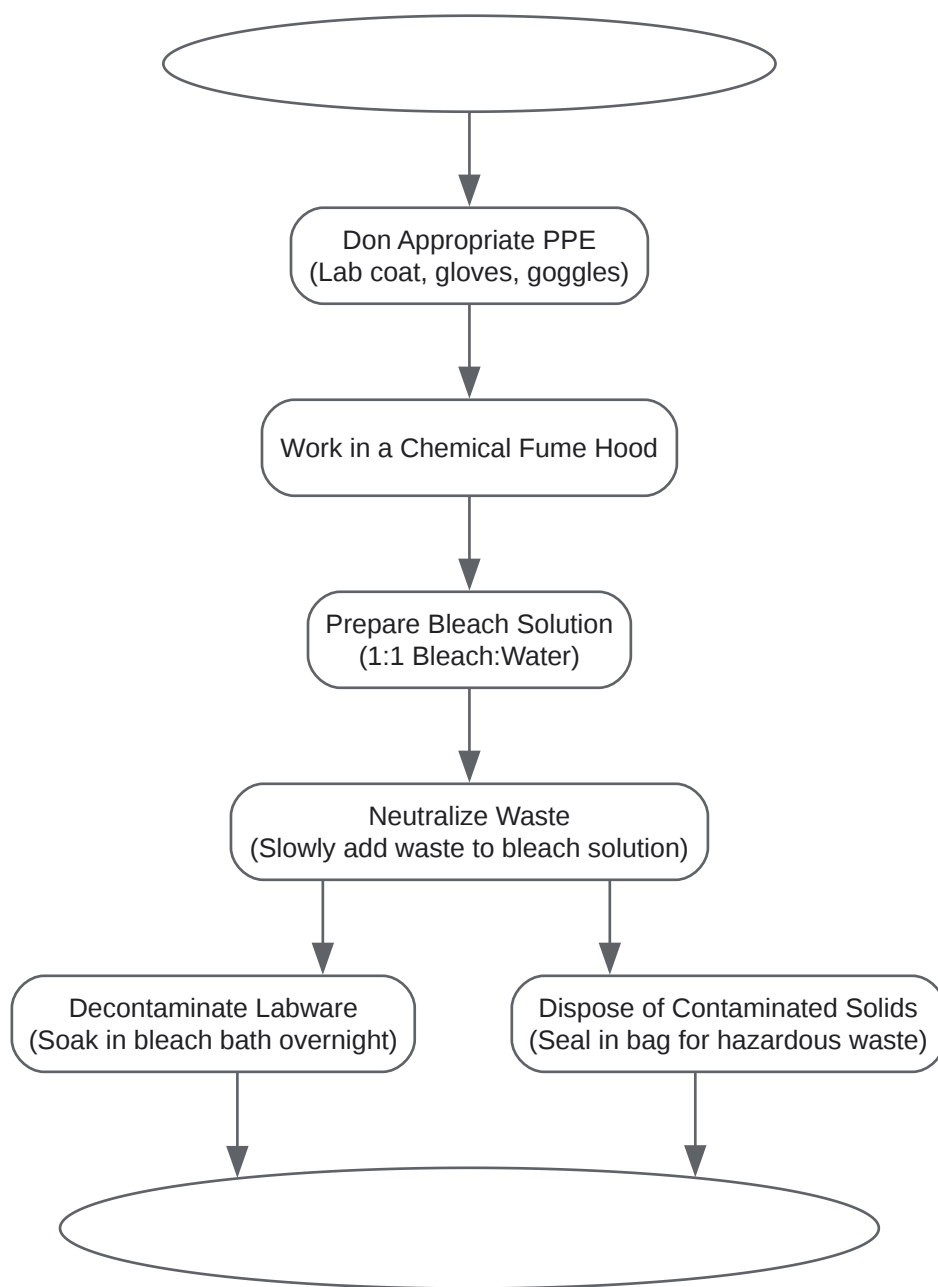 Don Appropriate PPE
(Lab coat, gloves, goggles)
Work in a Chemical Fume Hood
Prepare Bleach Solution
(1:1 Bleach:Water)
Neutralize Waste
(Slowly add waste to bleach solution)
Decontaminate Labware
(Soak in bleach bath overnight)
Dispose of Contaminated Solids
(Seal in bag for hazardous waste)